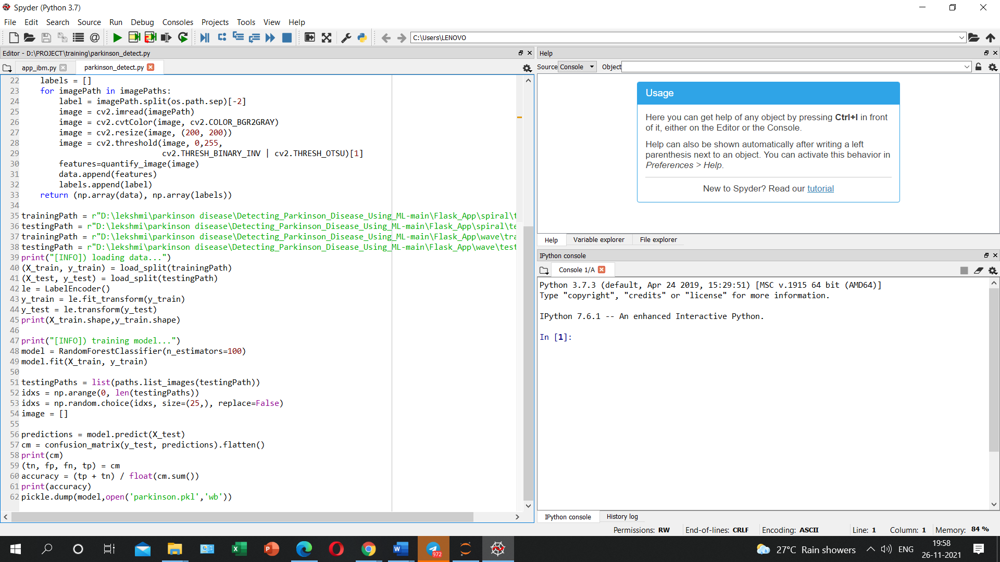 Spyder (Python 3.7)
File Edit Search Source Run Debug Consoles Projects Tools View Help
C:\Users\LENOVO
Editor - D:\PROJECT\training\parkinson_detect.py
app_ibm.py parkinson_detect.py
22 labels = []
23 for imagePath in imagePaths:
24 label = imagePath.split(os.path.sep)[-2]
25 image = cv2.imread(imagePath)
26 image = cv2.cvtColor(image, cv2.COLOR_BGR2GRAY)
27 image = cv2.resize(image, (200, 200))
28 image = cv2.threshold(image, 0,255,
29 cv2.THRESH_BINARY_INV | cv2.THRESH_OTSU)[1]
30 features=quantify_image(image)
31 data.append(features)
32 labels.append(label)
33 return (np.array(data), np.array(labels))
34
35 trainingPath = r"D:\lekshmi\parkinson disease\Detecting_Parkinson_Disease_Using_ML-main\Flask_App\spiral\t
36 testingPath = r"D:\lekshmi\parkinson disease\Detecting_Parkinson_Disease_Using_ML-main\Flask_App\spiral\te
37 trainingPath = r"D:\lekshmi\parkinson disease\Detecting_Parkinson_Disease_Using_ML-main\Flask_App\wave\tra
38 testingPath = r"D:\lekshmi\parkinson disease\Detecting_Parkinson_Disease_Using_ML-main\Flask_App\wave\test
39 print("[INFO]) loading data...")
40 (X_train, y_train) = load_split(trainingPath)
41 (X_test, y_test) = load_split(testingPath)
42 le = LabelEncoder()
43 y_train = le.fit_transform(y_train)
44 y_test = le.transform(y_test)
45 print(X_train.shape,y_train.shape)
46
47 print("[INFO]) training model...")
48 model = RandomForestClassifier(n_estimators=100)
49 model.fit(X_train, y_train)
50
51 testingPaths = list(paths.list_images(testingPath))
52 idxs = np.arange(0, len(testingPaths))
53 idxs = np.random.choice(idxs, size=(25,), replace=False)
54 image = []
55
56 predictions = model.predict(X_test)
57 cm = confusion_matrix(y_test, predictions).flatten()
58 print(cm)
59 (tn, fp, fn, tp) = cm
60 accuracy = (tp + tn) / float(cm.sum())
61 print(accuracy)
62 pickle.dump(model,open('parkinson.pkl','wb'))
Help
Source Console Object
Usage
Here you can get help of any object by pressing Ctrl+I in front
of it, either on the Editor or the Console.
Help can also be shown automatically after writing a left
parenthesis next to an object. You can activate this behavior in
Preferences > Help.
New to Spyder? Read our tutorial
Help Variable explorer File explorer
IPython console
Console 1/A
Python 3.7.3 (default, Apr 24 2019, 15:29:51) [MSC v.1915 64 bit (AMD64)]
Type "copyright", "credits" or "license" for more information.
IPython 7.6.1 -- An enhanced Interactive Python.
In [1]:
IPython console History log
Permissions: RW End-of-lines: CRLF Encoding: ASCII Line: 1 Column: 1 Memory: 84 %
972
27°C Rain showers ENG
19:58
26-11-2021